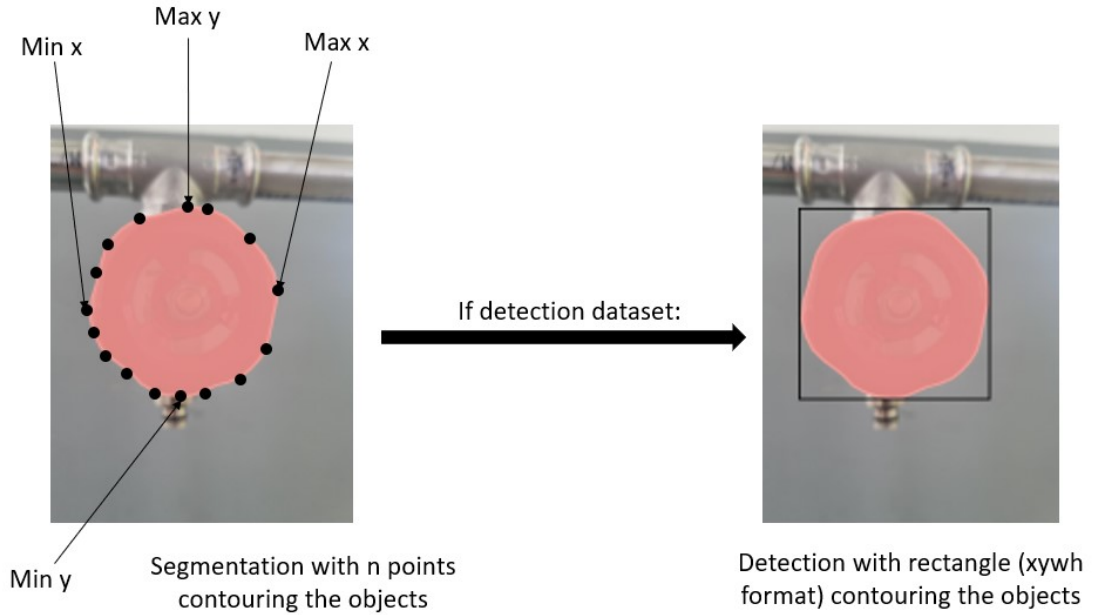 Max y
Min x
Max x
If detection dataset:
Min y
Segmentation with n points
contouring the objects
Detection with rectangle (xywh
format) contouring the objects